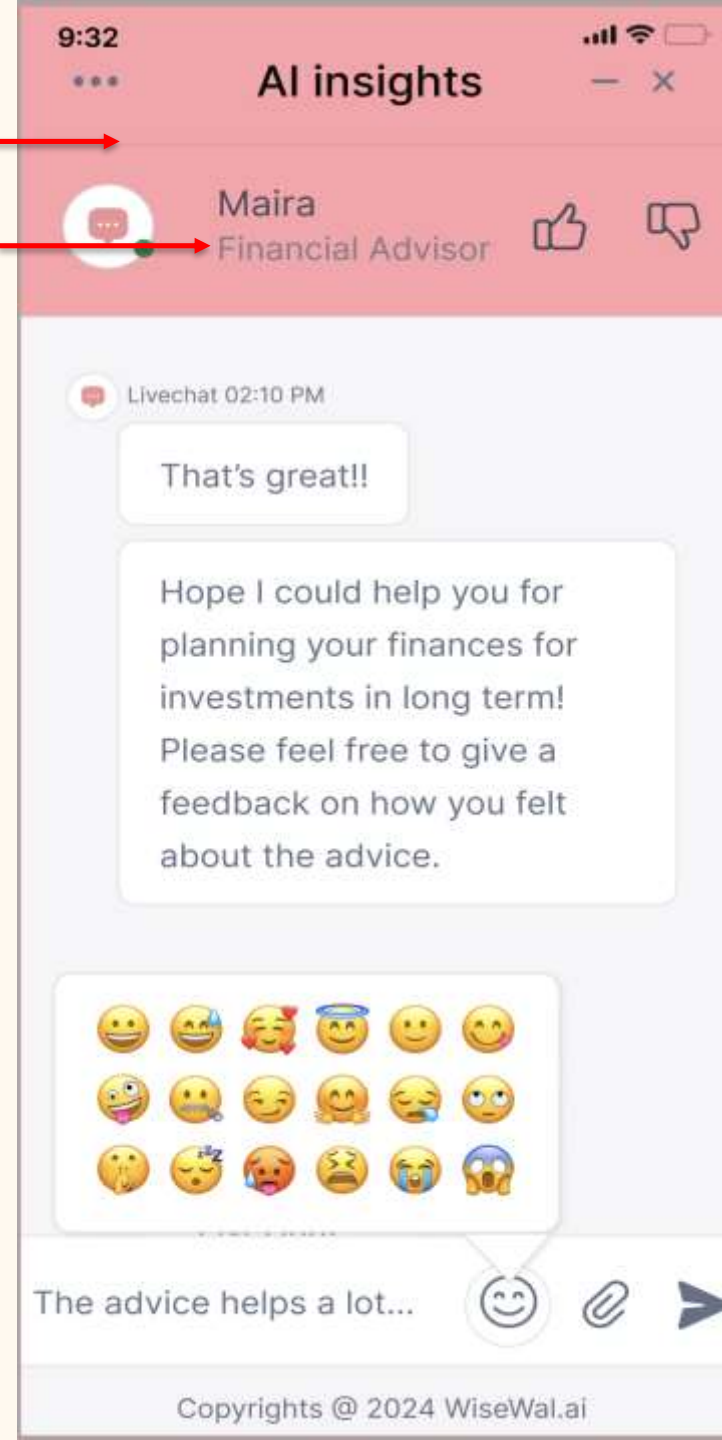 9:32
AI insights
Maira
Financial Advisor
Livechat 02:10 PM
That's great!!
Hope I could help you for
planning your finances for
investments in long term!
Please feel free to give a
feedback on how you felt
about the advice.
The advice helps a lot...
Copyrights @ 2024 WiseWal.ai